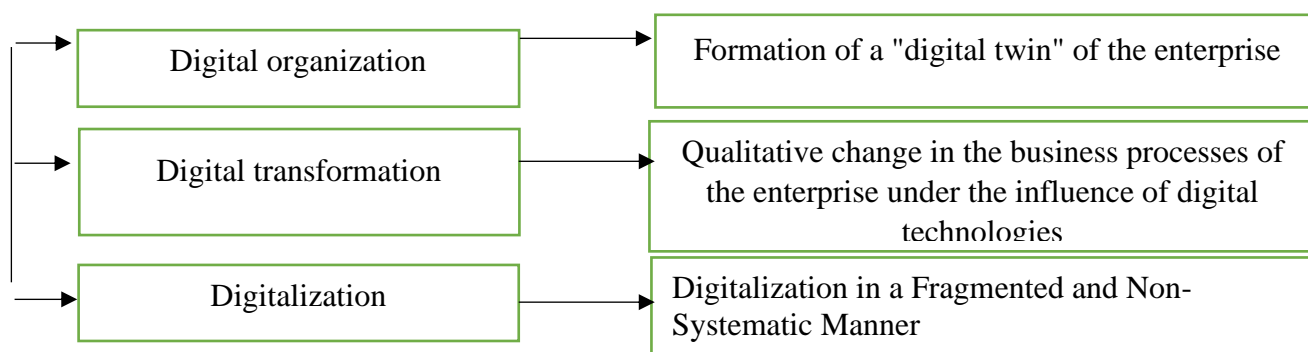 Digital organization
Formation of a "digital twin" of the enterprise
Digital transformation
Qualitative change in the business processes of
the enterprise under the influence of digital
technologies
Digitalization
Digitalization in a Fragmented and Non-
Systematic Manner